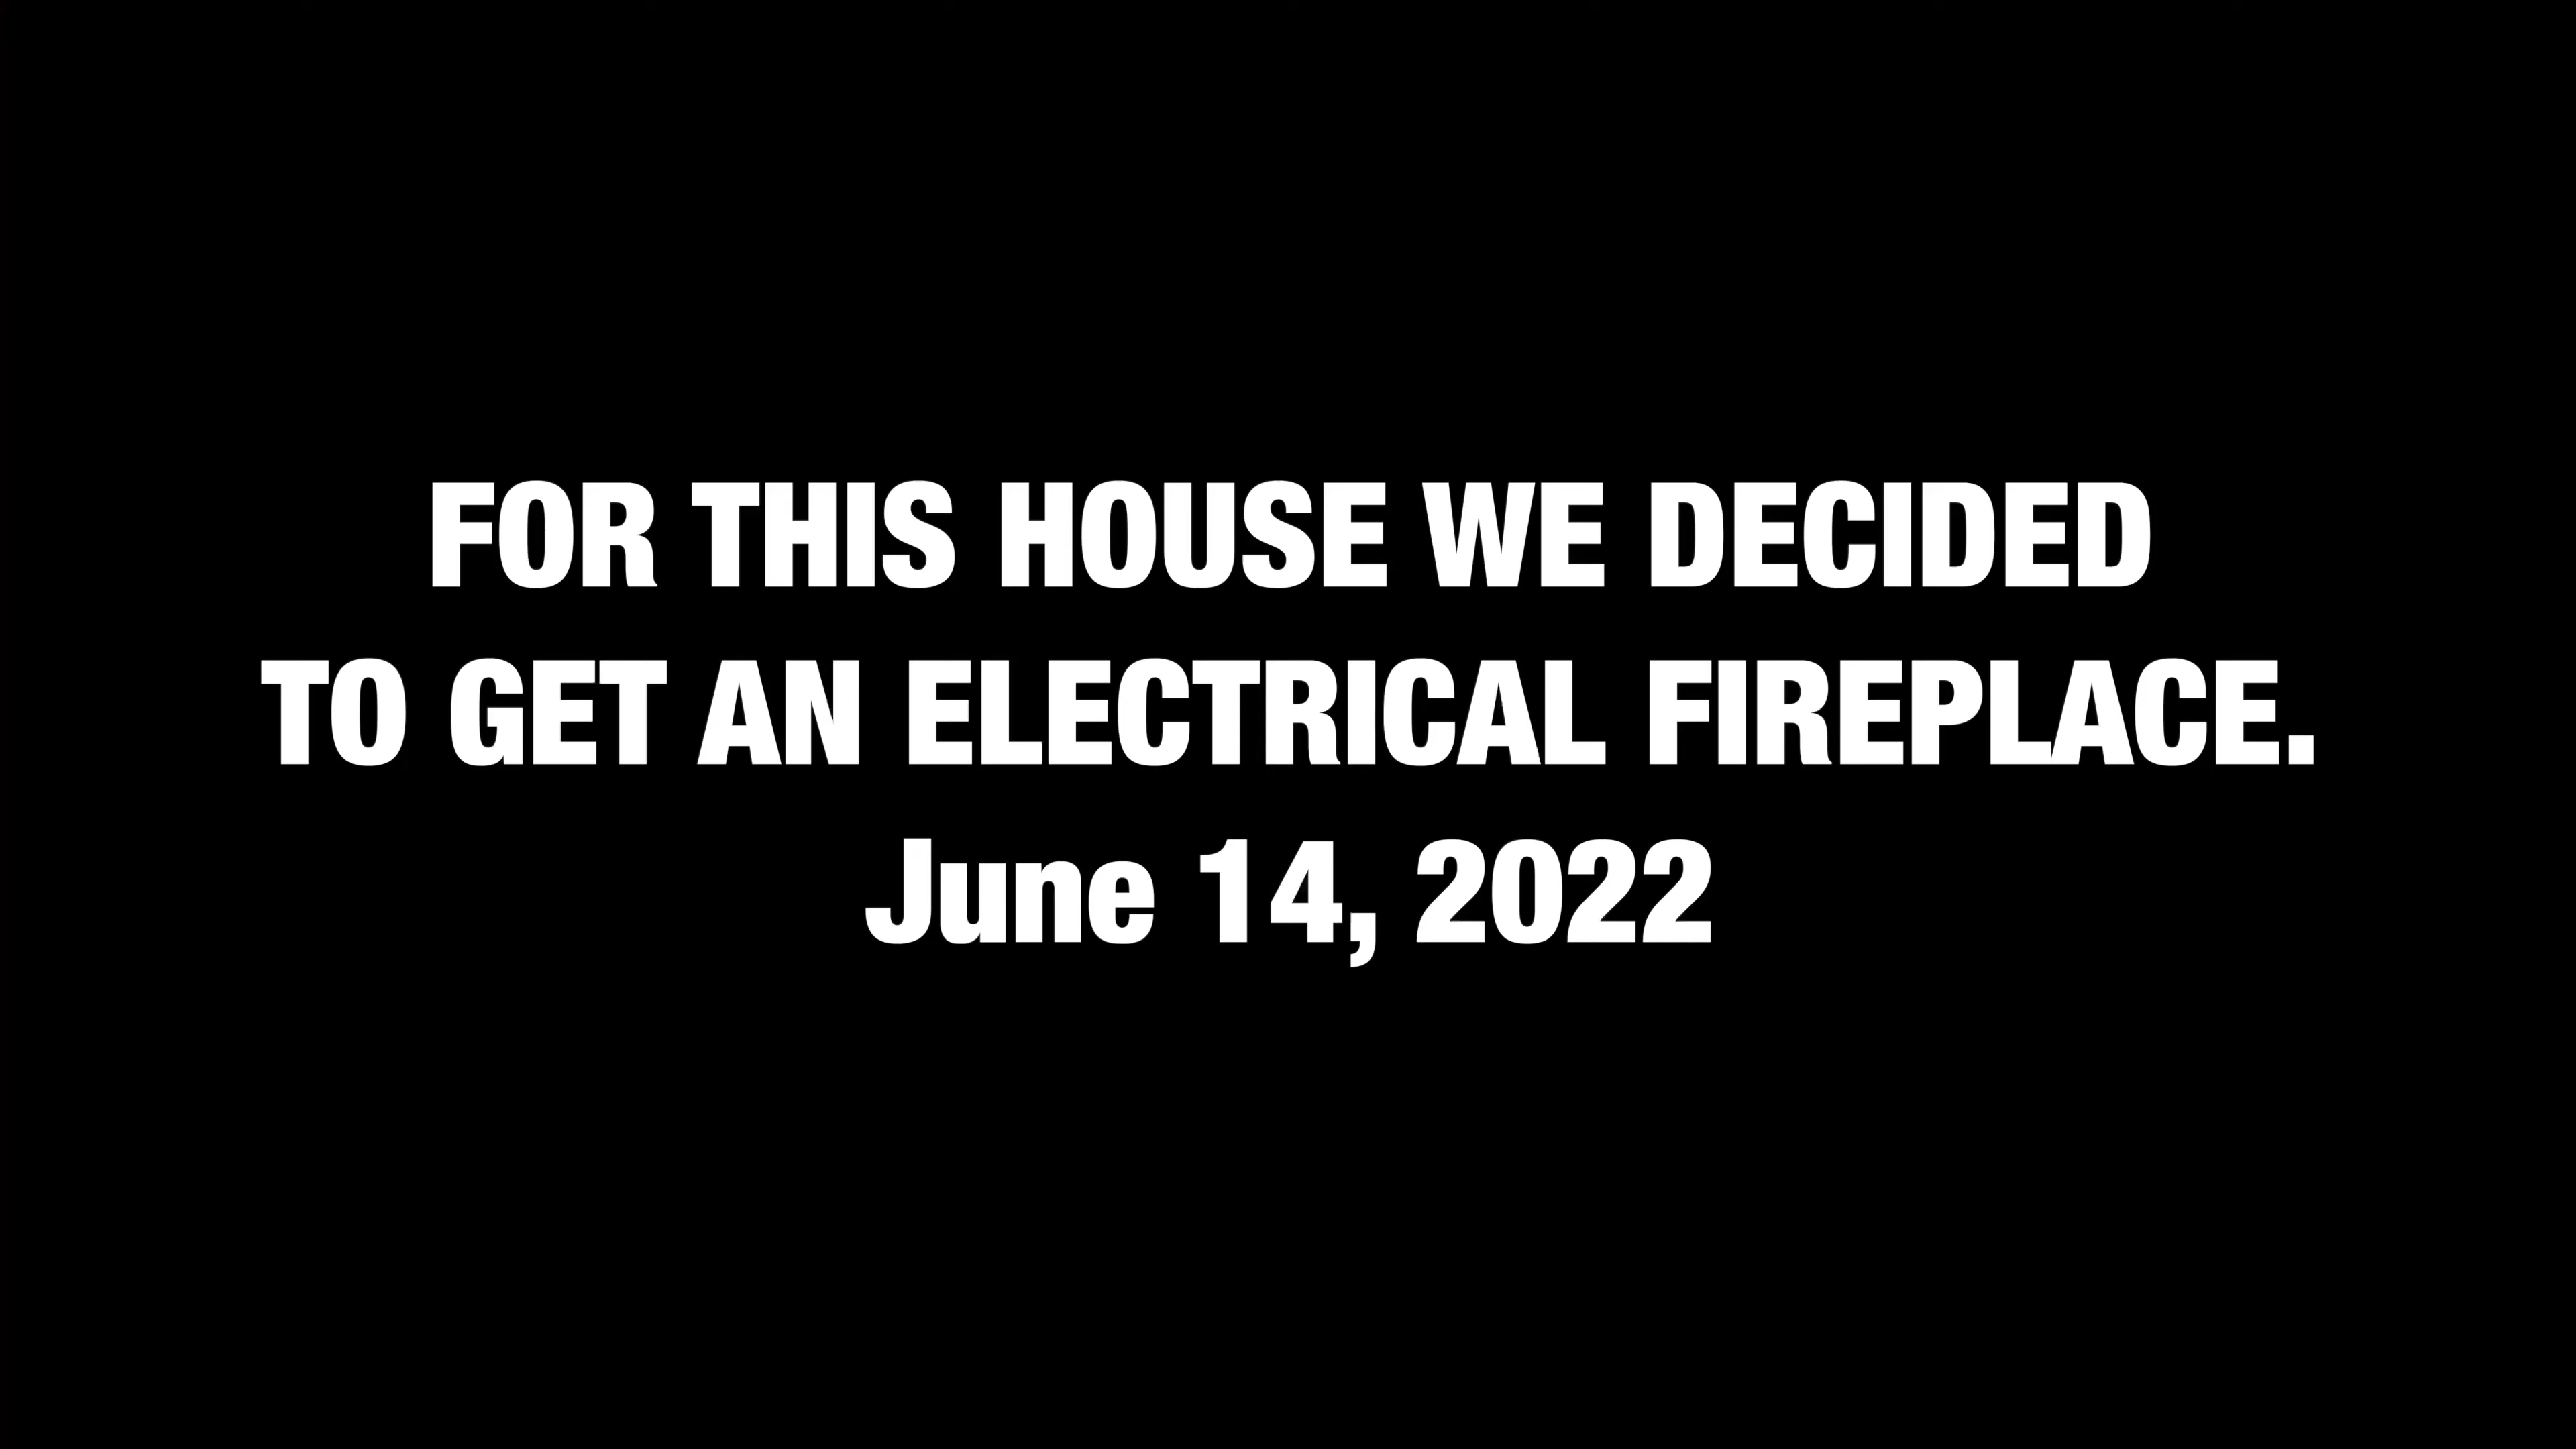 FOR THIS HOUSE WE DECIDED
TO GET AN ELECTRICAL FIREPLACE.
June 14, 2022